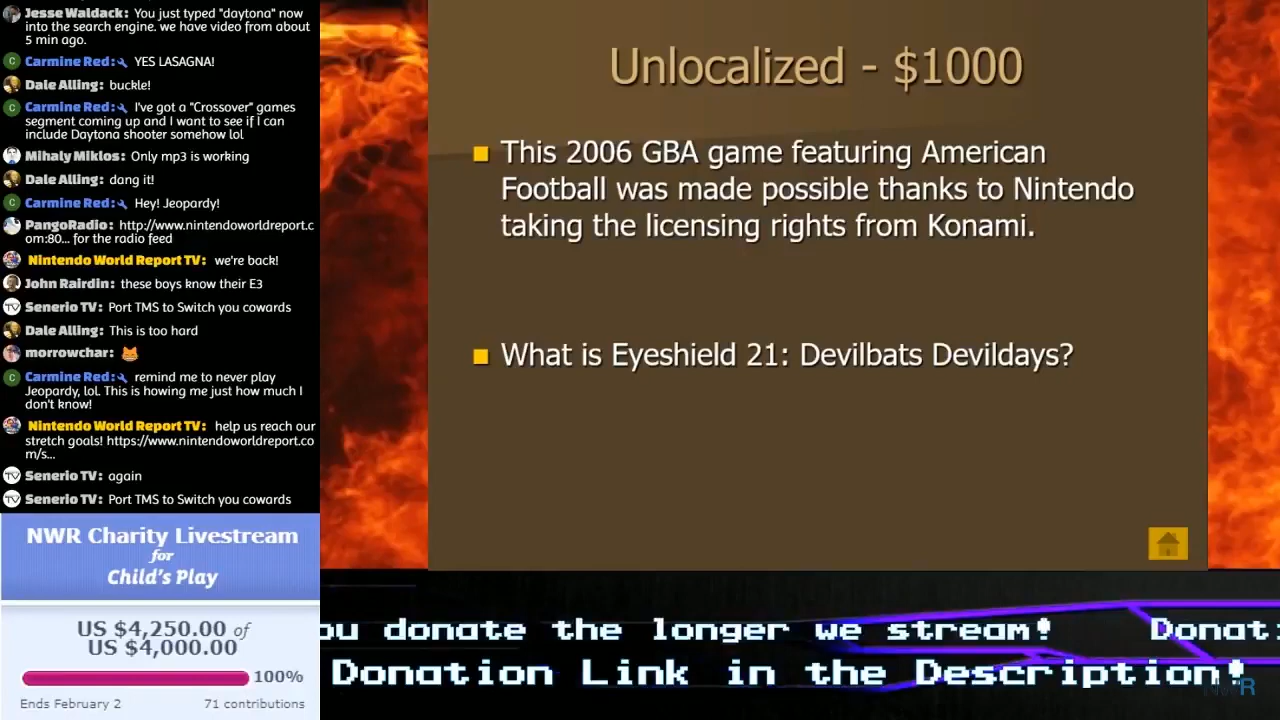 Jesse Waldack: You just typed "daytona" now
into the search engine. we have video from about
5 min ago.
C Carmine Red: YES LASAGNA!
Dale Alling: buckle!
C Carmine Red: I've got a "Crossover" games
segment coming up and I want to see if I can
include Daytona shooter somehow lol
Mihaly Miklos: Only mp3 is working
Dale Alling: dang it!
C Carmine Red: Hey! Jeopardy!
PangoRadio: http://www.nintendoworldreport.c
om:80... for the radio feed
Nintendo World Report TV: we're back!
John Rairdin: these boys know their E3
TV Senerio TV: Port TMS to Switch you cowards
Dale Alling: This is too hard
morrowchar:
C Carmine Red: remind me to never play
Jeopardy, lol. This is howing me just how much I
don't know!
Nintendo World Report TV: help us reach our
stretch goals! https://www.nintendoworldreport.co
m/s...
TV Senerio TV: again
TV Senerio TV: Port TMS to Switch you cowards
NWR Charity Livestream
for
Child's Play
US $4,250.00 of
US $4,000.00
100%
Ends February 2 71 contributions
Unlocalized - $1000
This 2006 GBA game featuring American
Football was made possible thanks to Nintendo
taking the licensing rights from Konami.
What is Eyeshield 21: Devilbats Devildays?
ou donate the longer we stream! Donat
Donation Link in the Description!